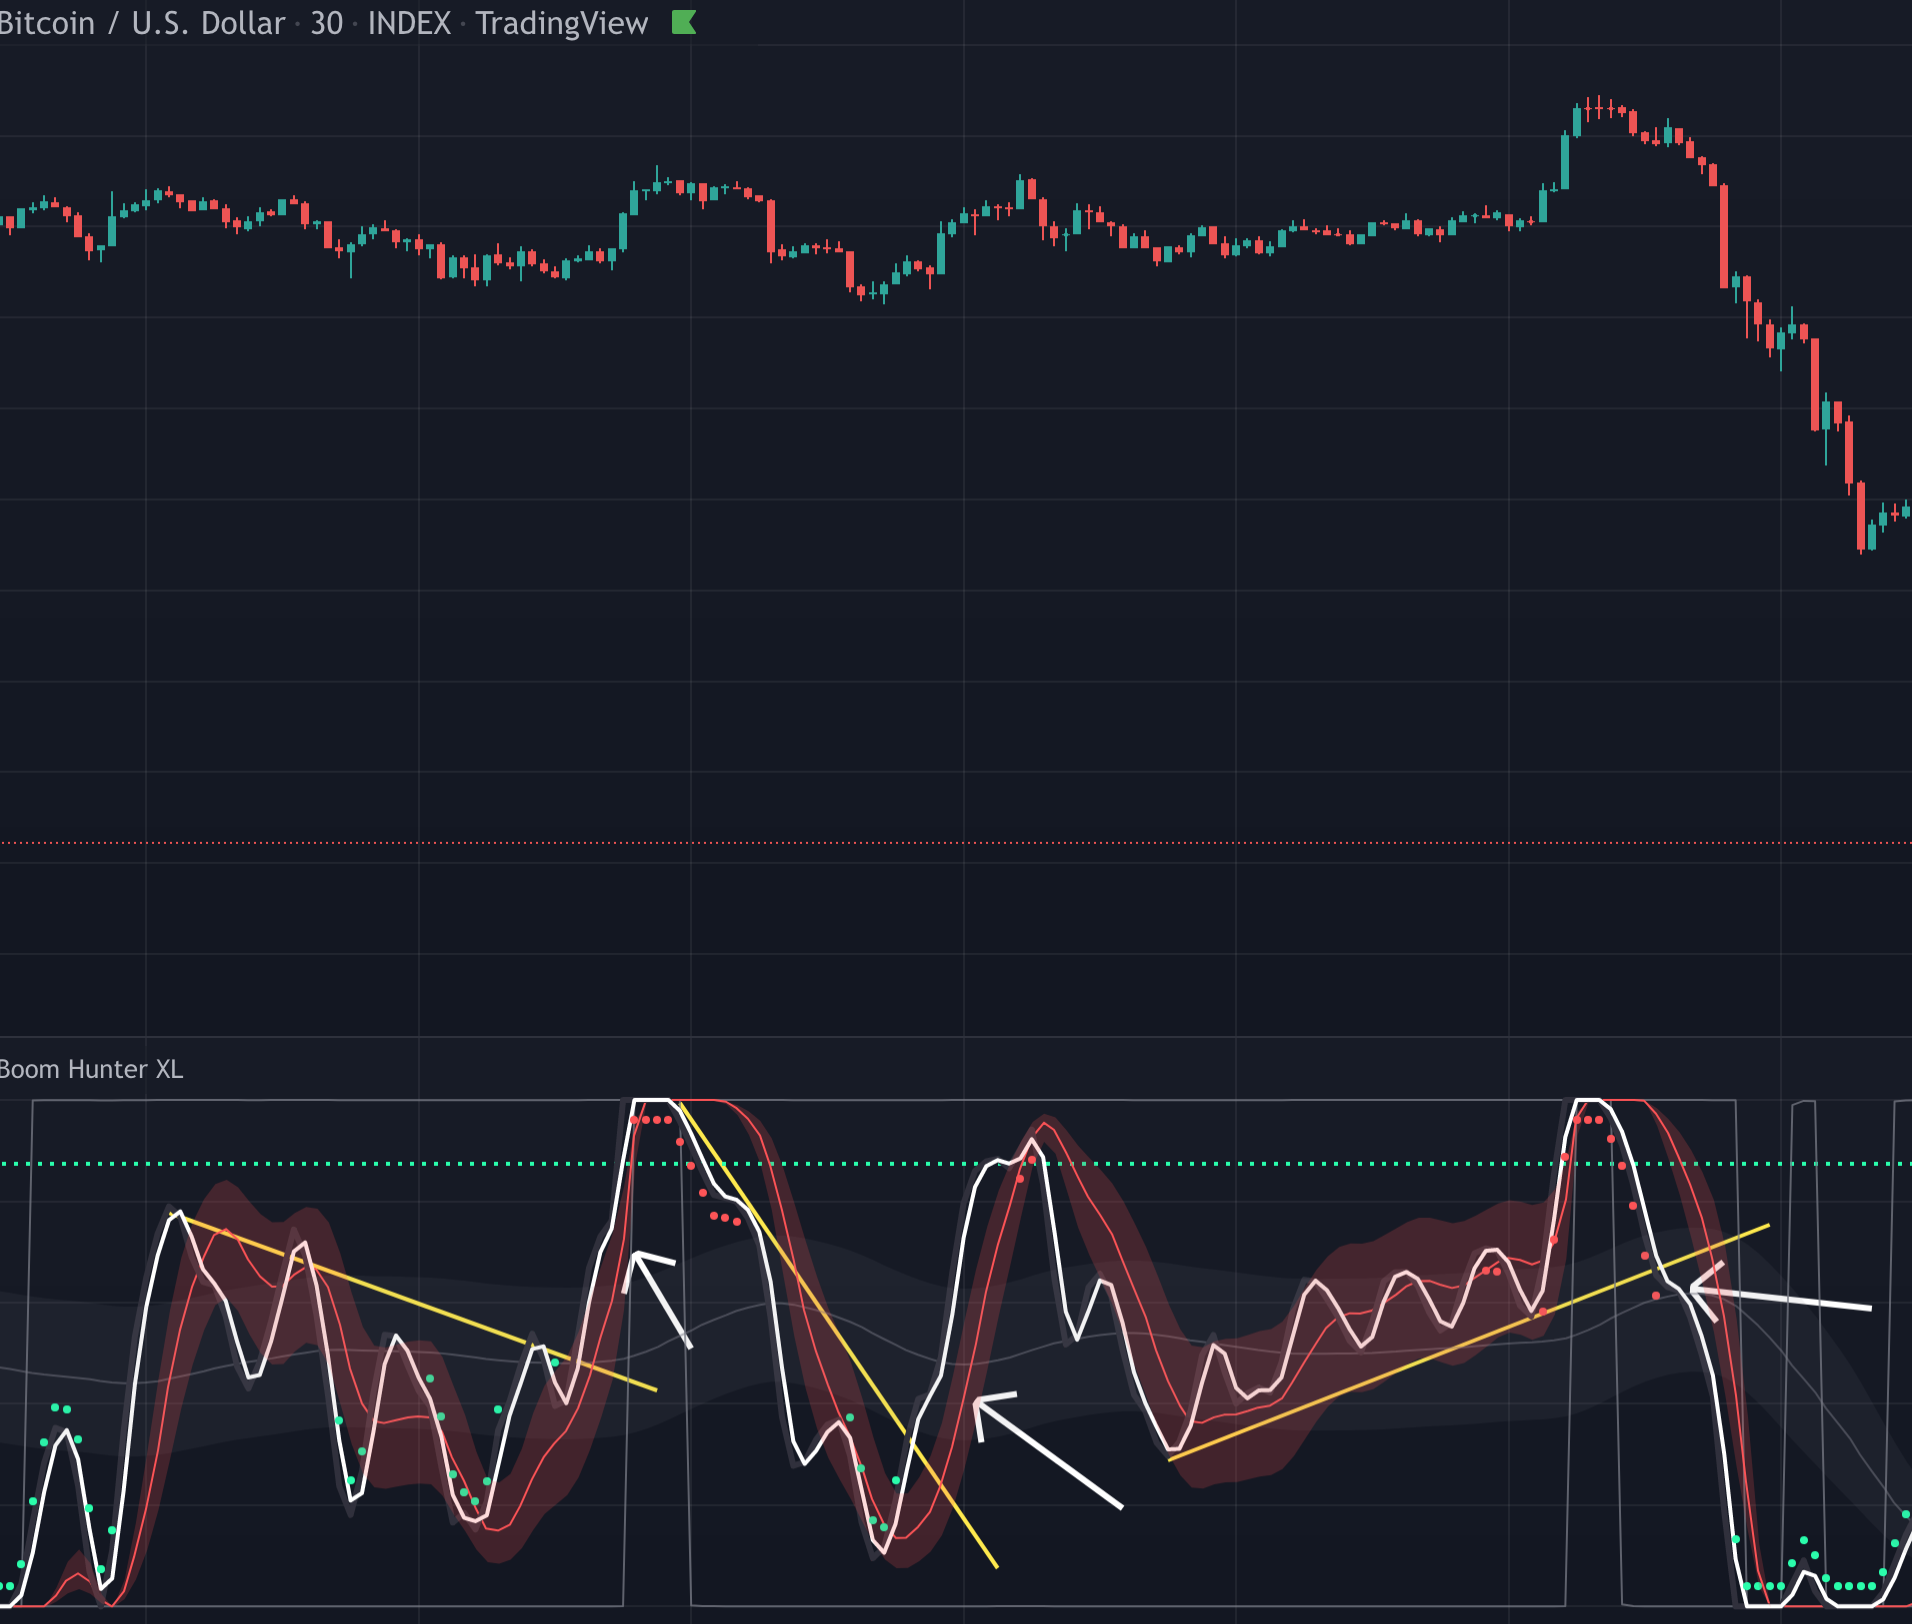 Bitcoin / U.S. Dollar · 30 · INDEX · TradingView
Boom Hunter XL